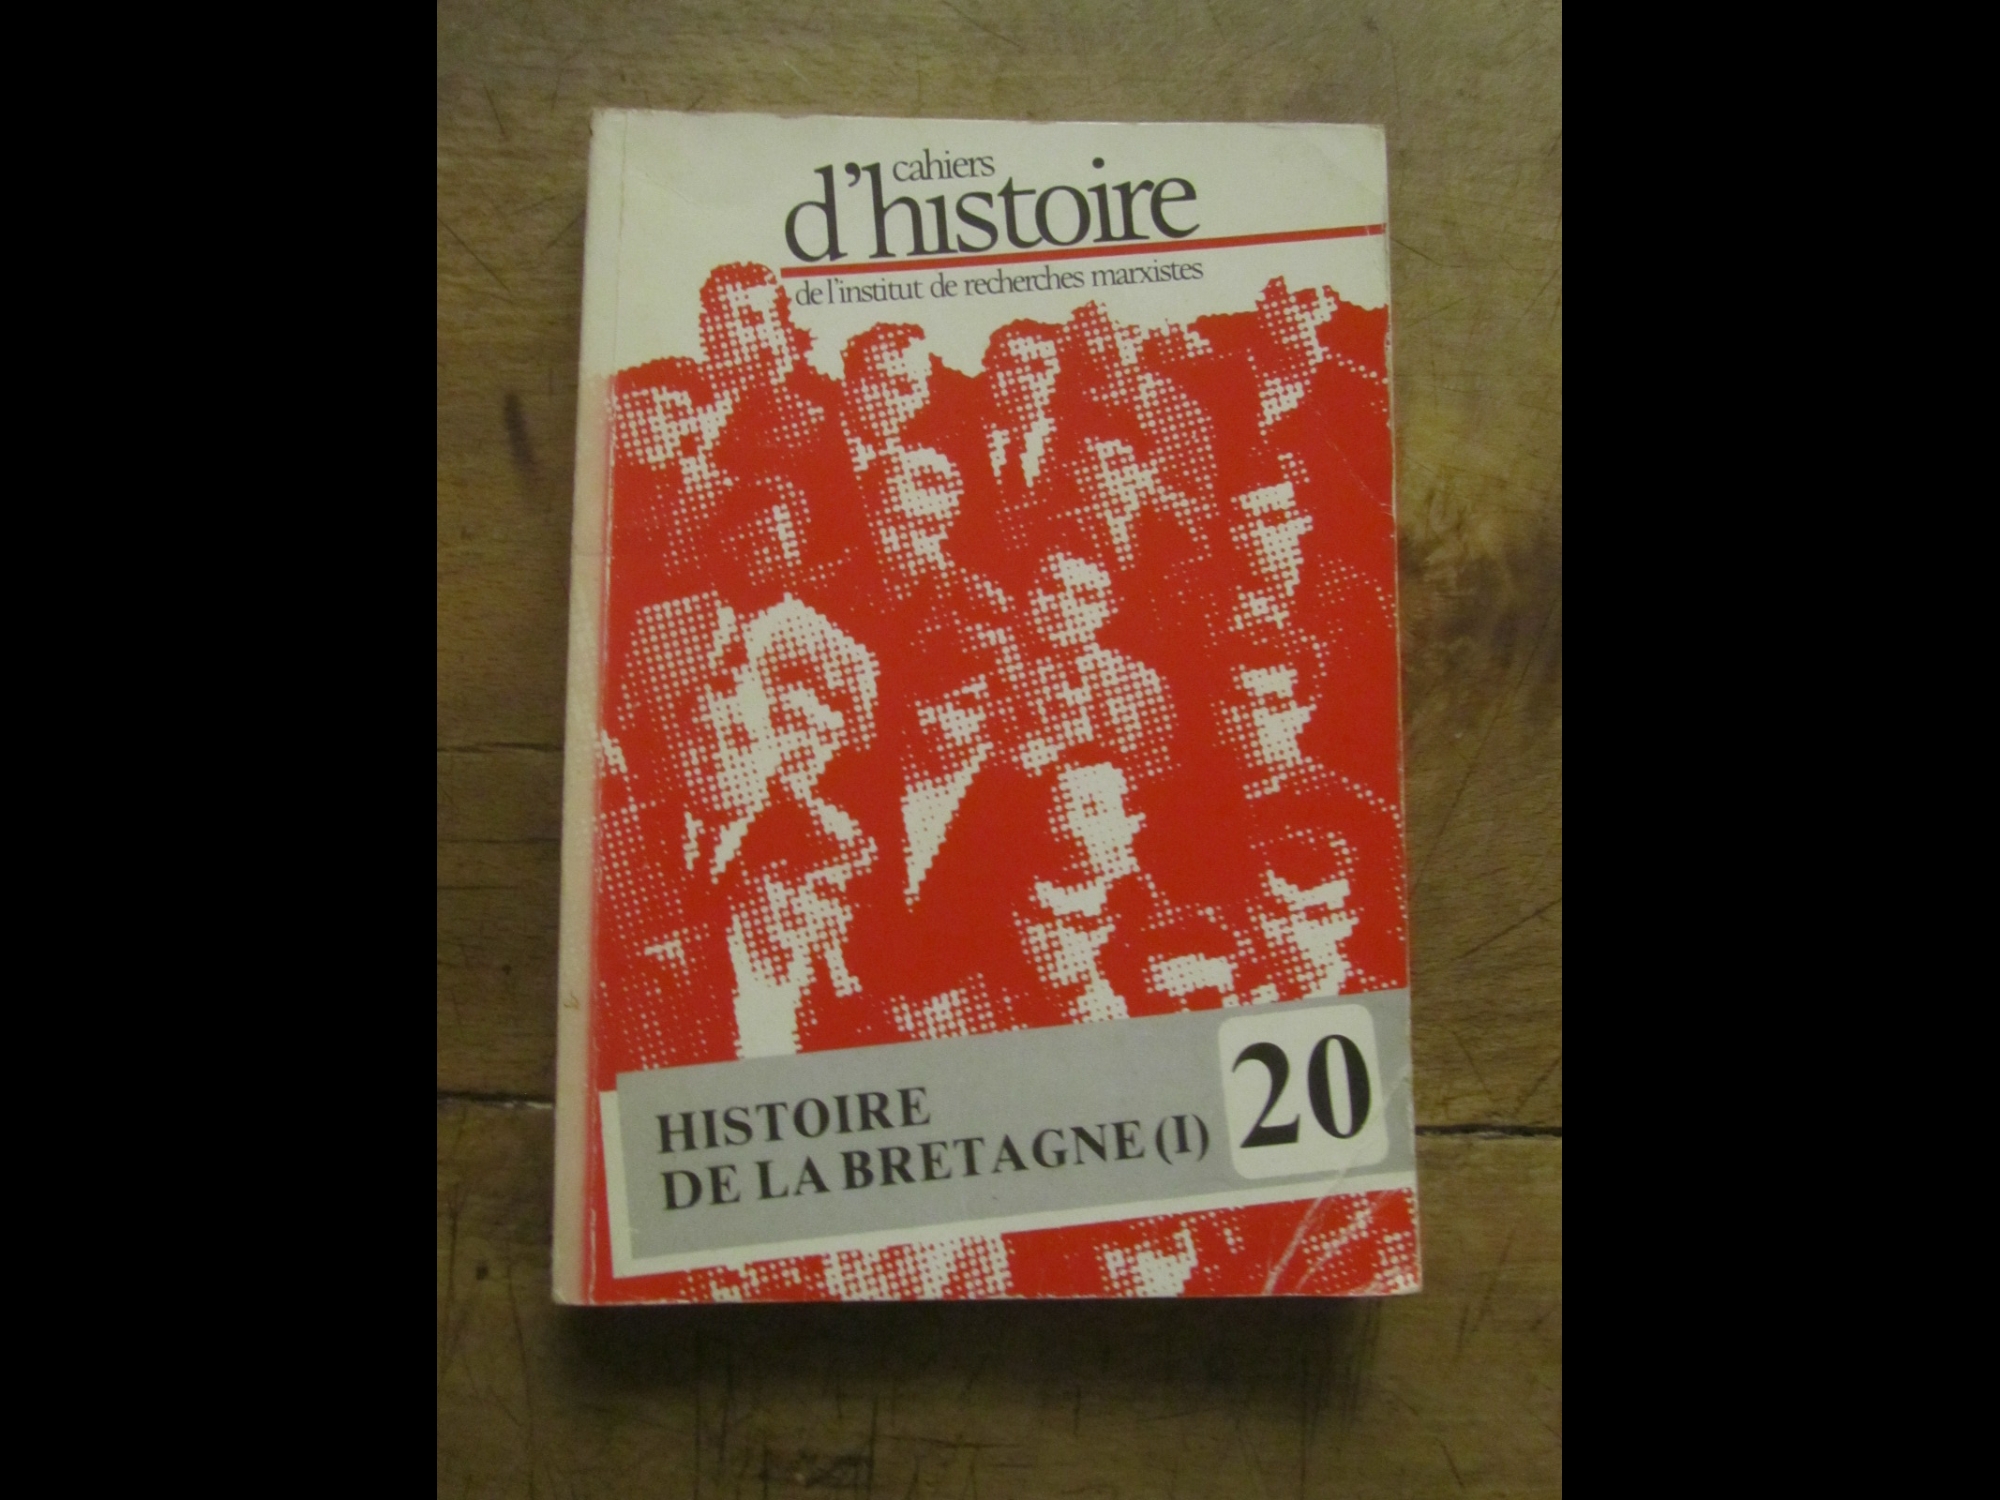 cahiers
d'histoire
de l'institut de recherches marxistes
HISTOIRE
DE LA BRETAGNE (I)
20